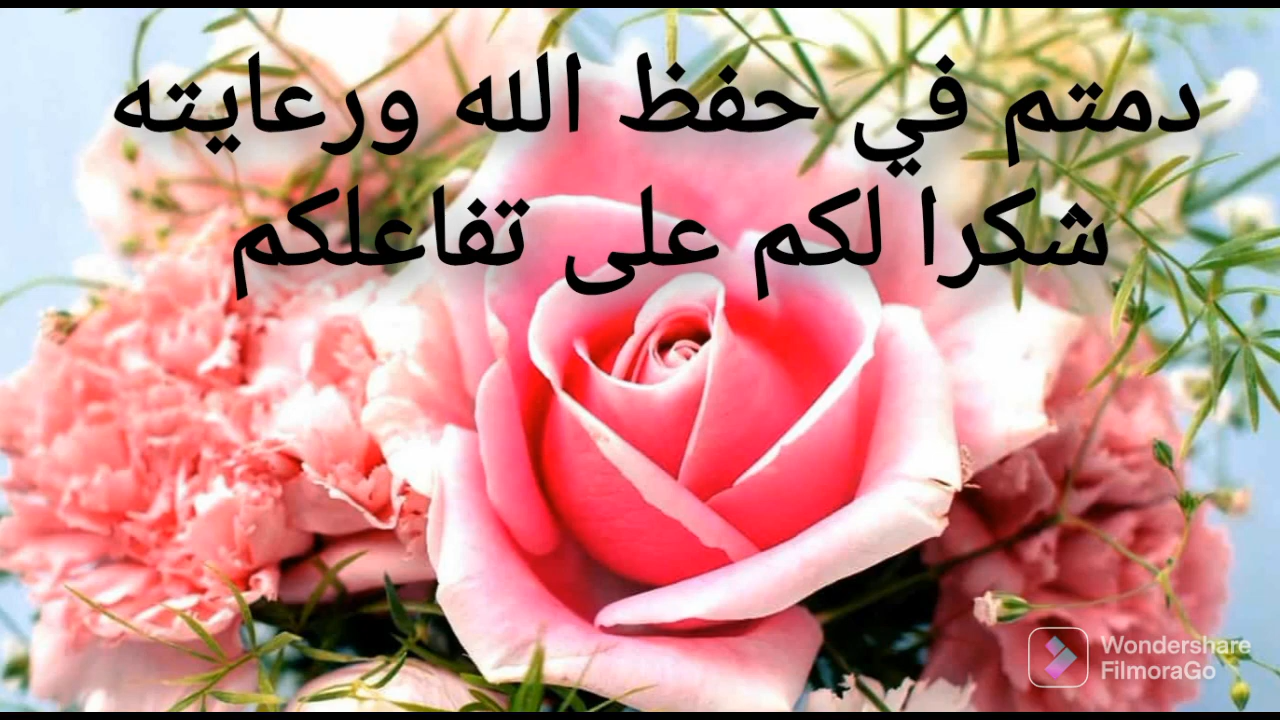 دمتم في حفظ الله ورعايته
شكرا لكم على تفاعلكم
Wondershare
FilmoraGo